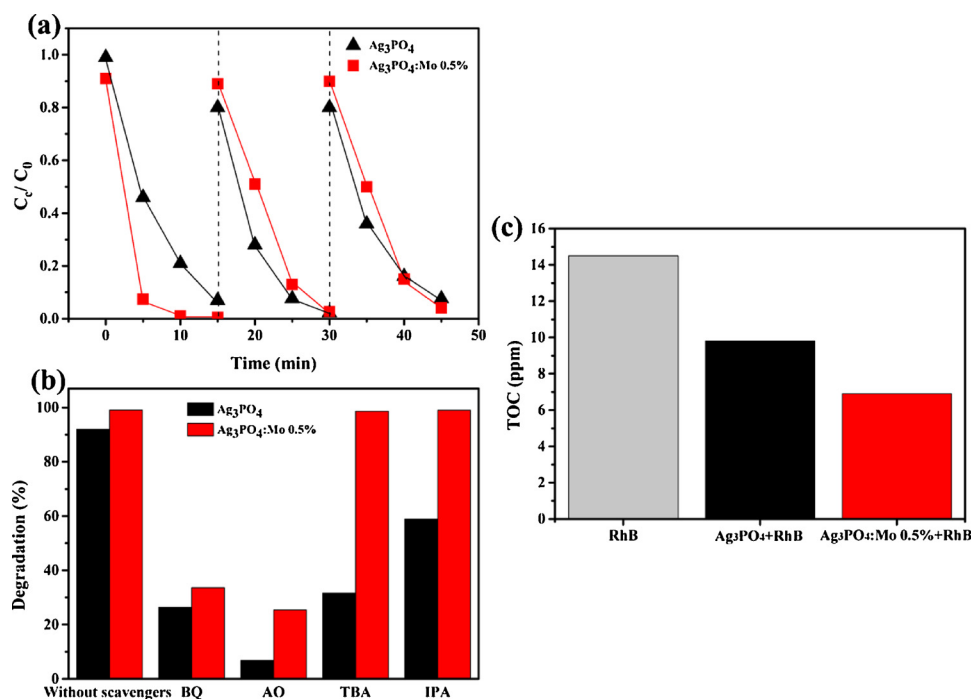 (a)
Ag₃PO₄
Ag₃PO₄:Mo 0.5%
1.0
0.8
0.6
0.4
0.2
0.0
C_c/ C₀
0 10 20 30 40 50
Time (min)
(b)
Ag₃PO₄
Ag₃PO₄:Mo 0.5%
100
80
60
40
20
0
Degradation (%)
Without scavengers BQ AO TBA IPA
(c)
16
14
12
10
8
6
4
2
0
TOC (ppm)
RhB Ag₃PO₄+RhB Ag₃PO₄:Mo 0.5%+RhB